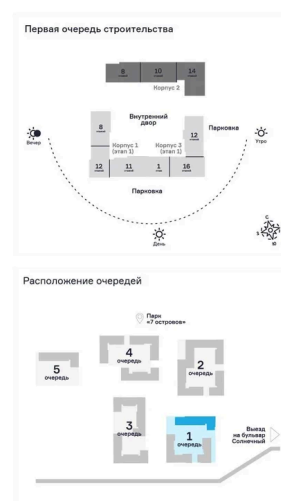 Первая очередь строительства
8 10 14
Корпус 2
Внутренний
двор
8
12
Парковка
Вечер
Утро
Корпус 1
(этап 1)
Корпус 3
(этап 1)
12 11 1 16
Парковка
День
С
Ю
Расположение очередей
Парк
«7 островов»
4
очередь
5
очередь
2
очередь
3
очередь
1
очередь
Выезд
на бульвар
Солнечный